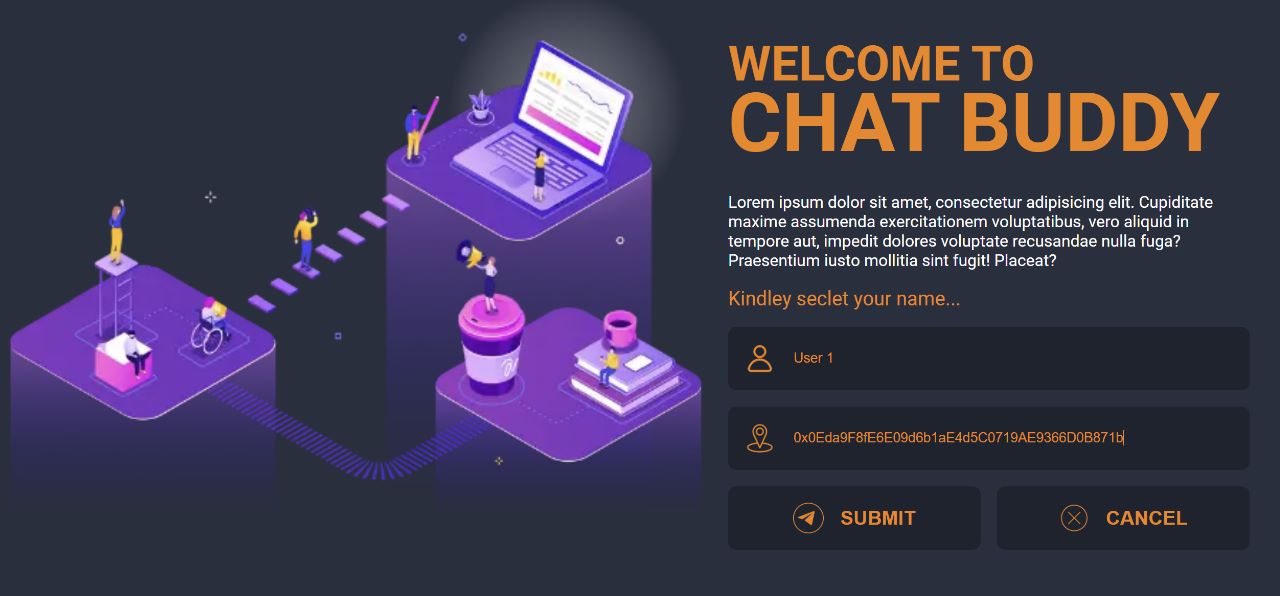 WELCOME TO
CHAT BUDDY
Lorem ipsum dolor sit amet, consectetur adipisicing elit. Cupiditate
maxime assumenda exercitationem voluptatibus, vero aliquid in
tempore aut, impedit dolores voluptate recusandae nulla fuga?
Praesentium iusto mollitia sint fugit! Placeat?
Kindley seclet your name...
User 1
0x0Eda9F8fE6E09d6b1aE4d5C0719AE9366D0B871b
SUBMIT
CANCEL